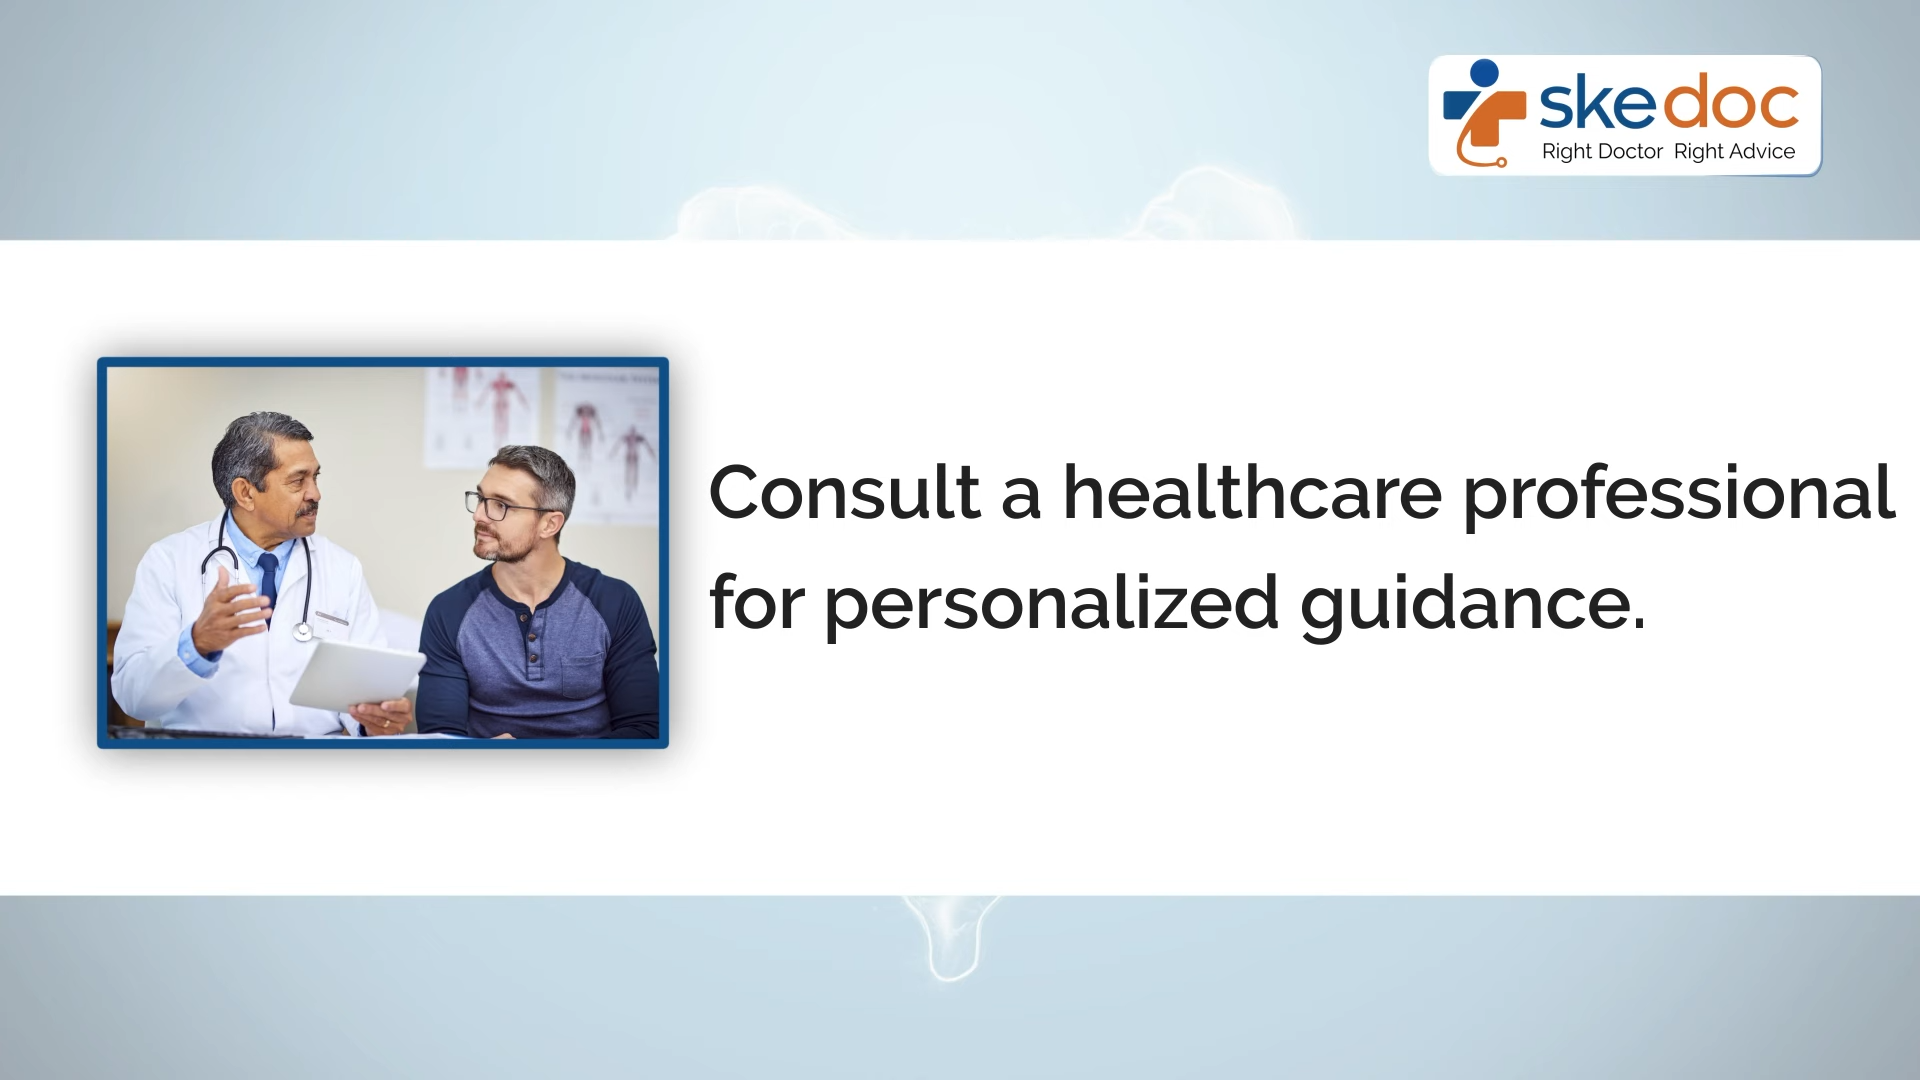 skedoc
Right Doctor Right Advice
Consult a healthcare professional
for personalized guidance.